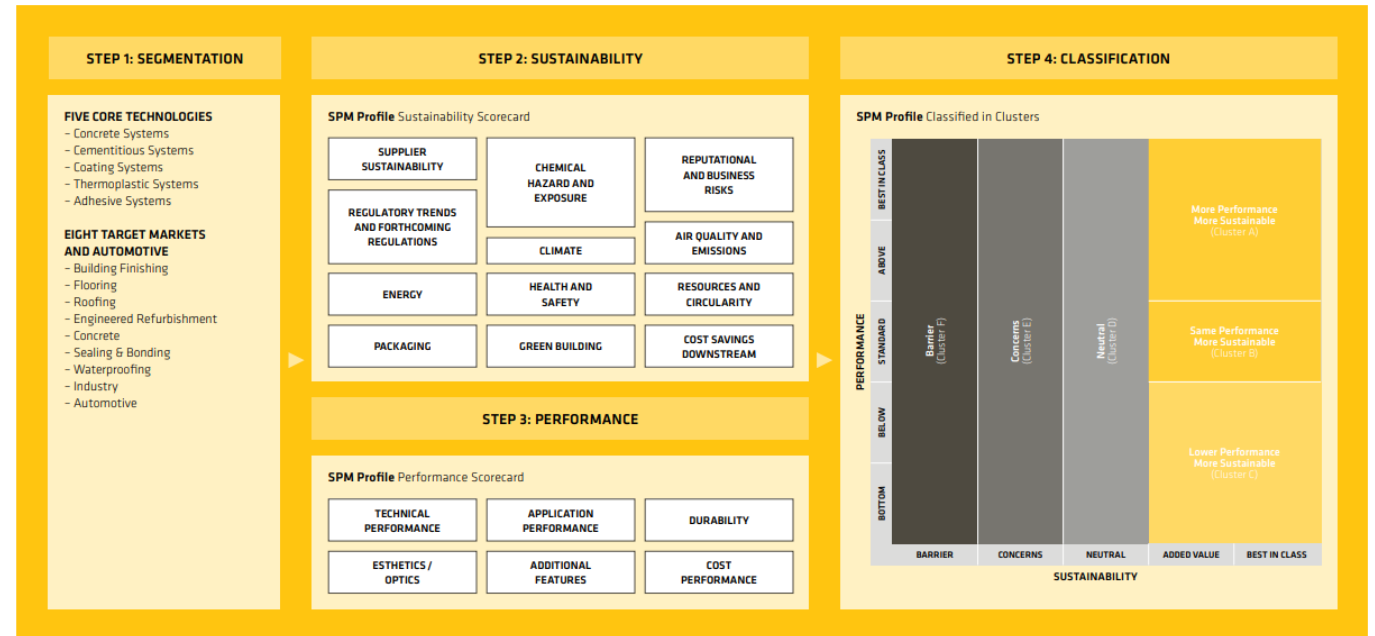 STEP 1: SEGMENTATION
FIVE CORE TECHNOLOGIES
– Concrete Systems
– Cementitious Systems
– Coating Systems
– Thermoplastic Systems
– Adhesive Systems
EIGHT TARGET MARKETS
AND AUTOMOTIVE
– Building Finishing
– Flooring
– Roofing
– Engineered Refurbishment
– Concrete
– Sealing & Bonding
– Waterproofing
– Industry
– Automotive
STEP 2: SUSTAINABILITY
SPM Profile Sustainability Scorecard
SUPPLIER
SUSTAINABILITY
CHEMICAL
HAZARD AND
EXPOSURE
REPUTATIONAL
AND BUSINESS
RISKS
REGULATORY TRENDS
AND FORTHCOMING
REGULATIONS
CLIMATE
AIR QUALITY AND
EMISSIONS
ENERGY
HEALTH AND
SAFETY
RESOURCES AND
CIRCULARITY
PACKAGING
GREEN BUILDING
COST SAVINGS
DOWNSTREAM
STEP 3: PERFORMANCE
SPM Profile Performance Scorecard
TECHNICAL
PERFORMANCE
APPLICATION
PERFORMANCE
DURABILITY
ESTHETICS /
OPTICS
ADDITIONAL
FEATURES
COST
PERFORMANCE
STEP 4: CLASSIFICATION
SPM Profile Classified in Clusters
PERFORMANCE
BEST IN CLASS
ABOVE
STANDARD
BELOW
BOTTOM
Barrier
(Cluster F)
Concerns
(Cluster E)
Neutral
(Cluster D)
More Performance
More Sustainable
(Cluster A)
Same Performance
More Sustainable
(Cluster B)
Lower Performance
More Sustainable
(Cluster C)
BARRIER
CONCERNS
NEUTRAL
ADDED VALUE
BEST IN CLASS
SUSTAINABILITY